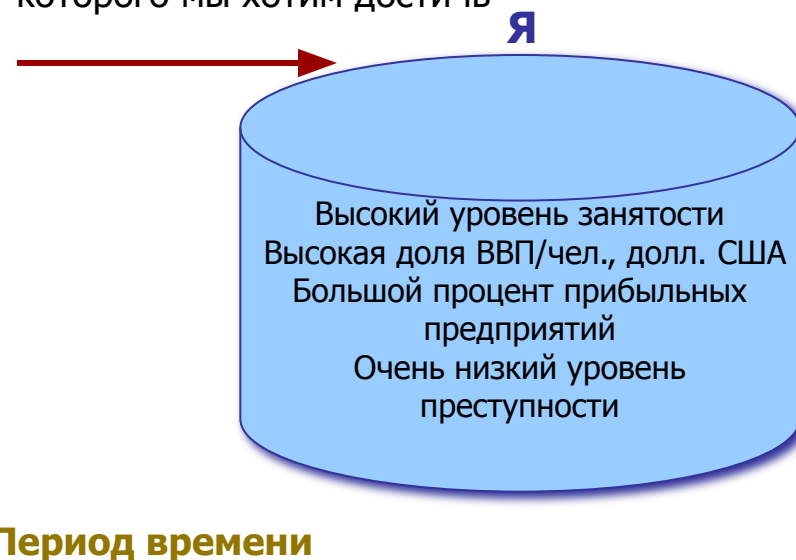 которого мы хотим достичь
Я
Высокий уровень занятости
Высокая доля ВВП/чел., долл. США
Большой процент прибыльных
предприятий
Очень низкий уровень
преступности
Период времени